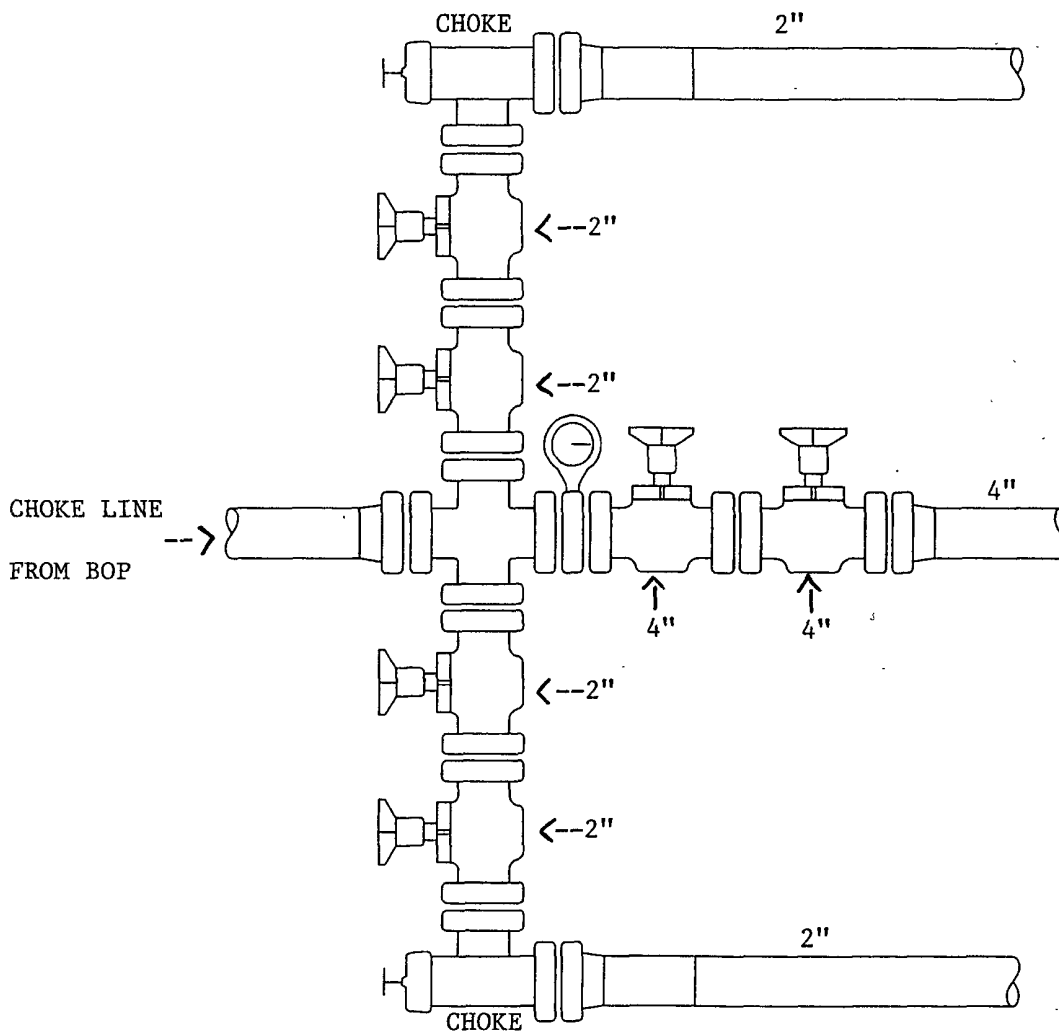 CHOKE
2"
<--2"
<--2"
CHOKE LINE
-->
FROM BOP
4"
4"
4"
<--2"
<--2"
2"
CHOKE